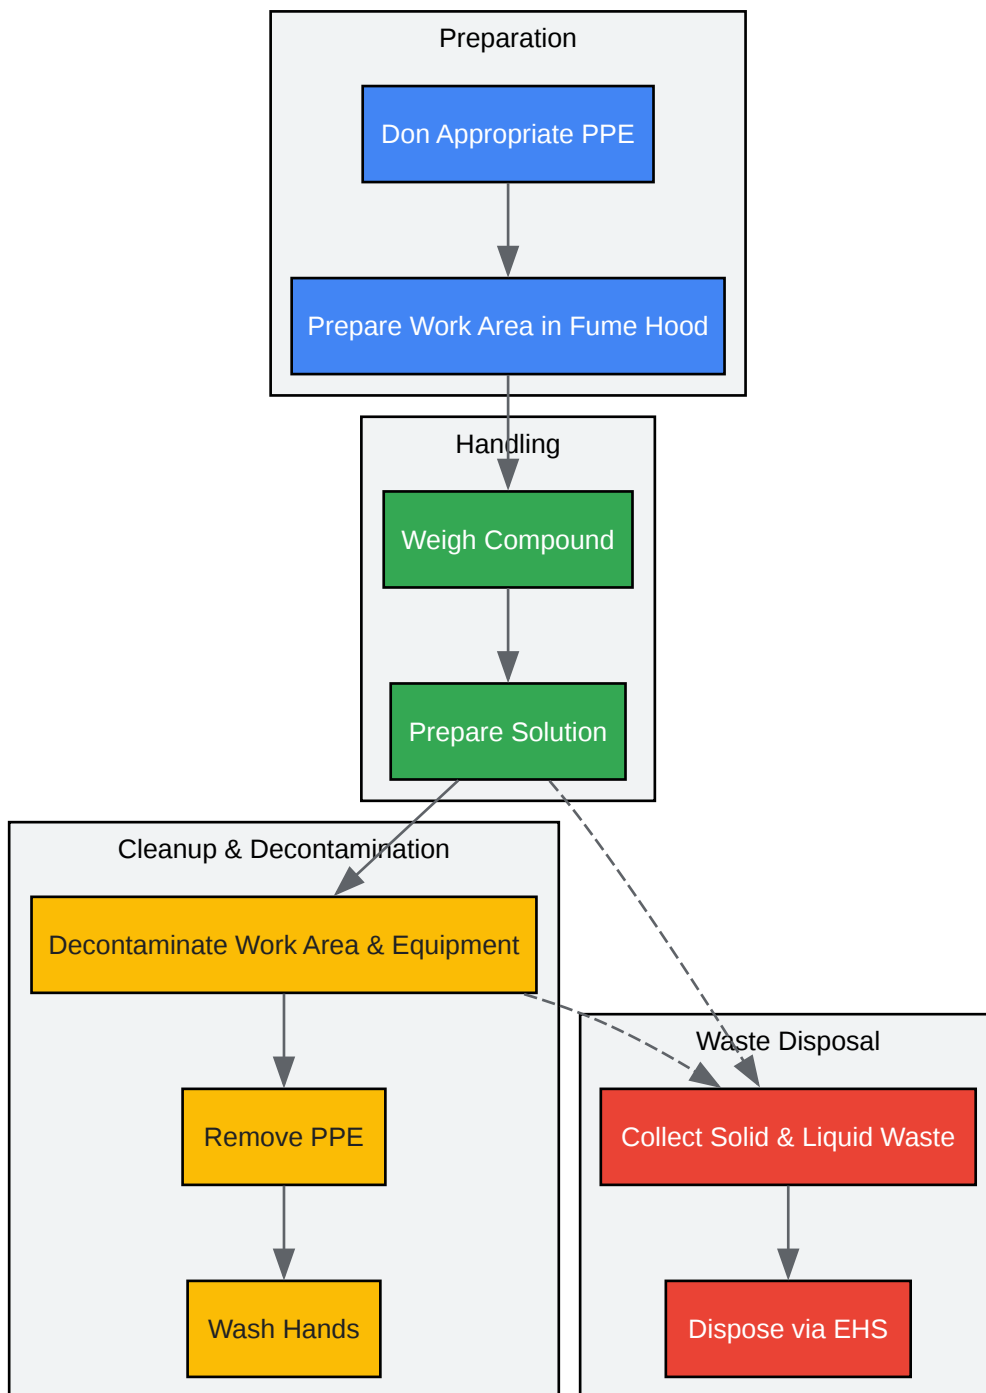 Preparation
Don Appropriate PPE
Prepare Work Area in Fume Hood
Handling
Weigh Compound
Prepare Solution
Cleanup & Decontamination
Decontaminate Work Area & Equipment
Remove PPE
Wash Hands
Waste Disposal
Collect Solid & Liquid Waste
Dispose via EHS